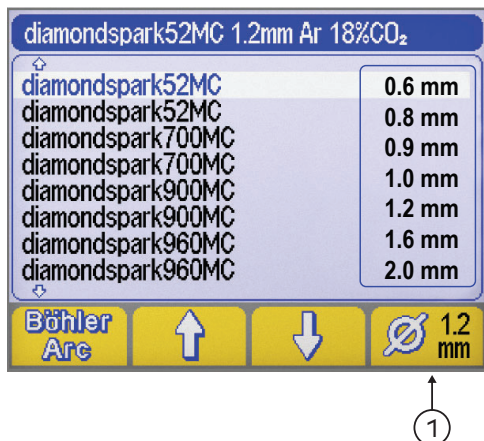 diamondspark52MC 1.2mm Ar 18%CO₂
diamondspark52MC 0.6 mm
diamondspark52MC 0.8 mm
diamondspark700MC 0.9 mm
diamondspark700MC 1.0 mm
diamondspark900MC 1.2 mm
diamondspark900MC 1.6 mm
diamondspark960MC 2.0 mm
diamondspark960MC
Böhler Arc
Ø 1.2 mm
1